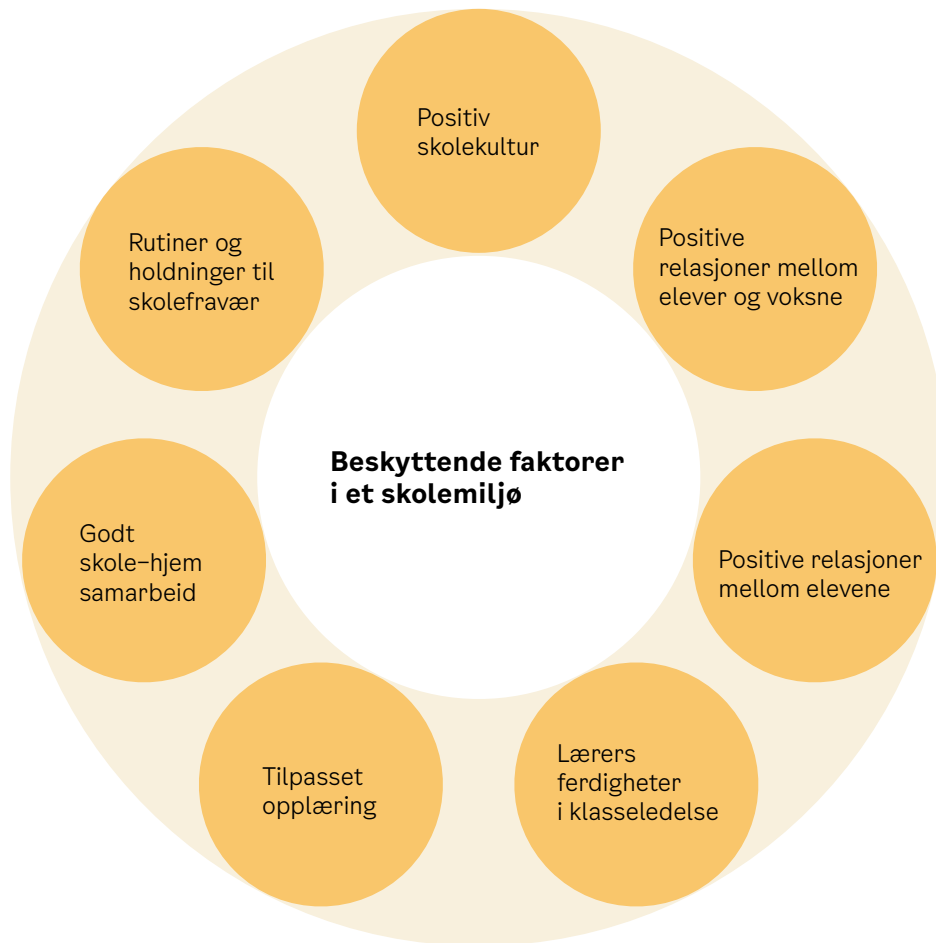 Positiv
skolekultur
Positive
relasjoner mellom
elever og voksne
Positive relasjoner
mellom elevene
Lærers
ferdigheter
i klasseledelse
Tilpasset
opplæring
Godt
skole–hjem
samarbeid
Rutiner og
holdninger til
skolefravær
Beskyttende faktorer
i et skolemiljø